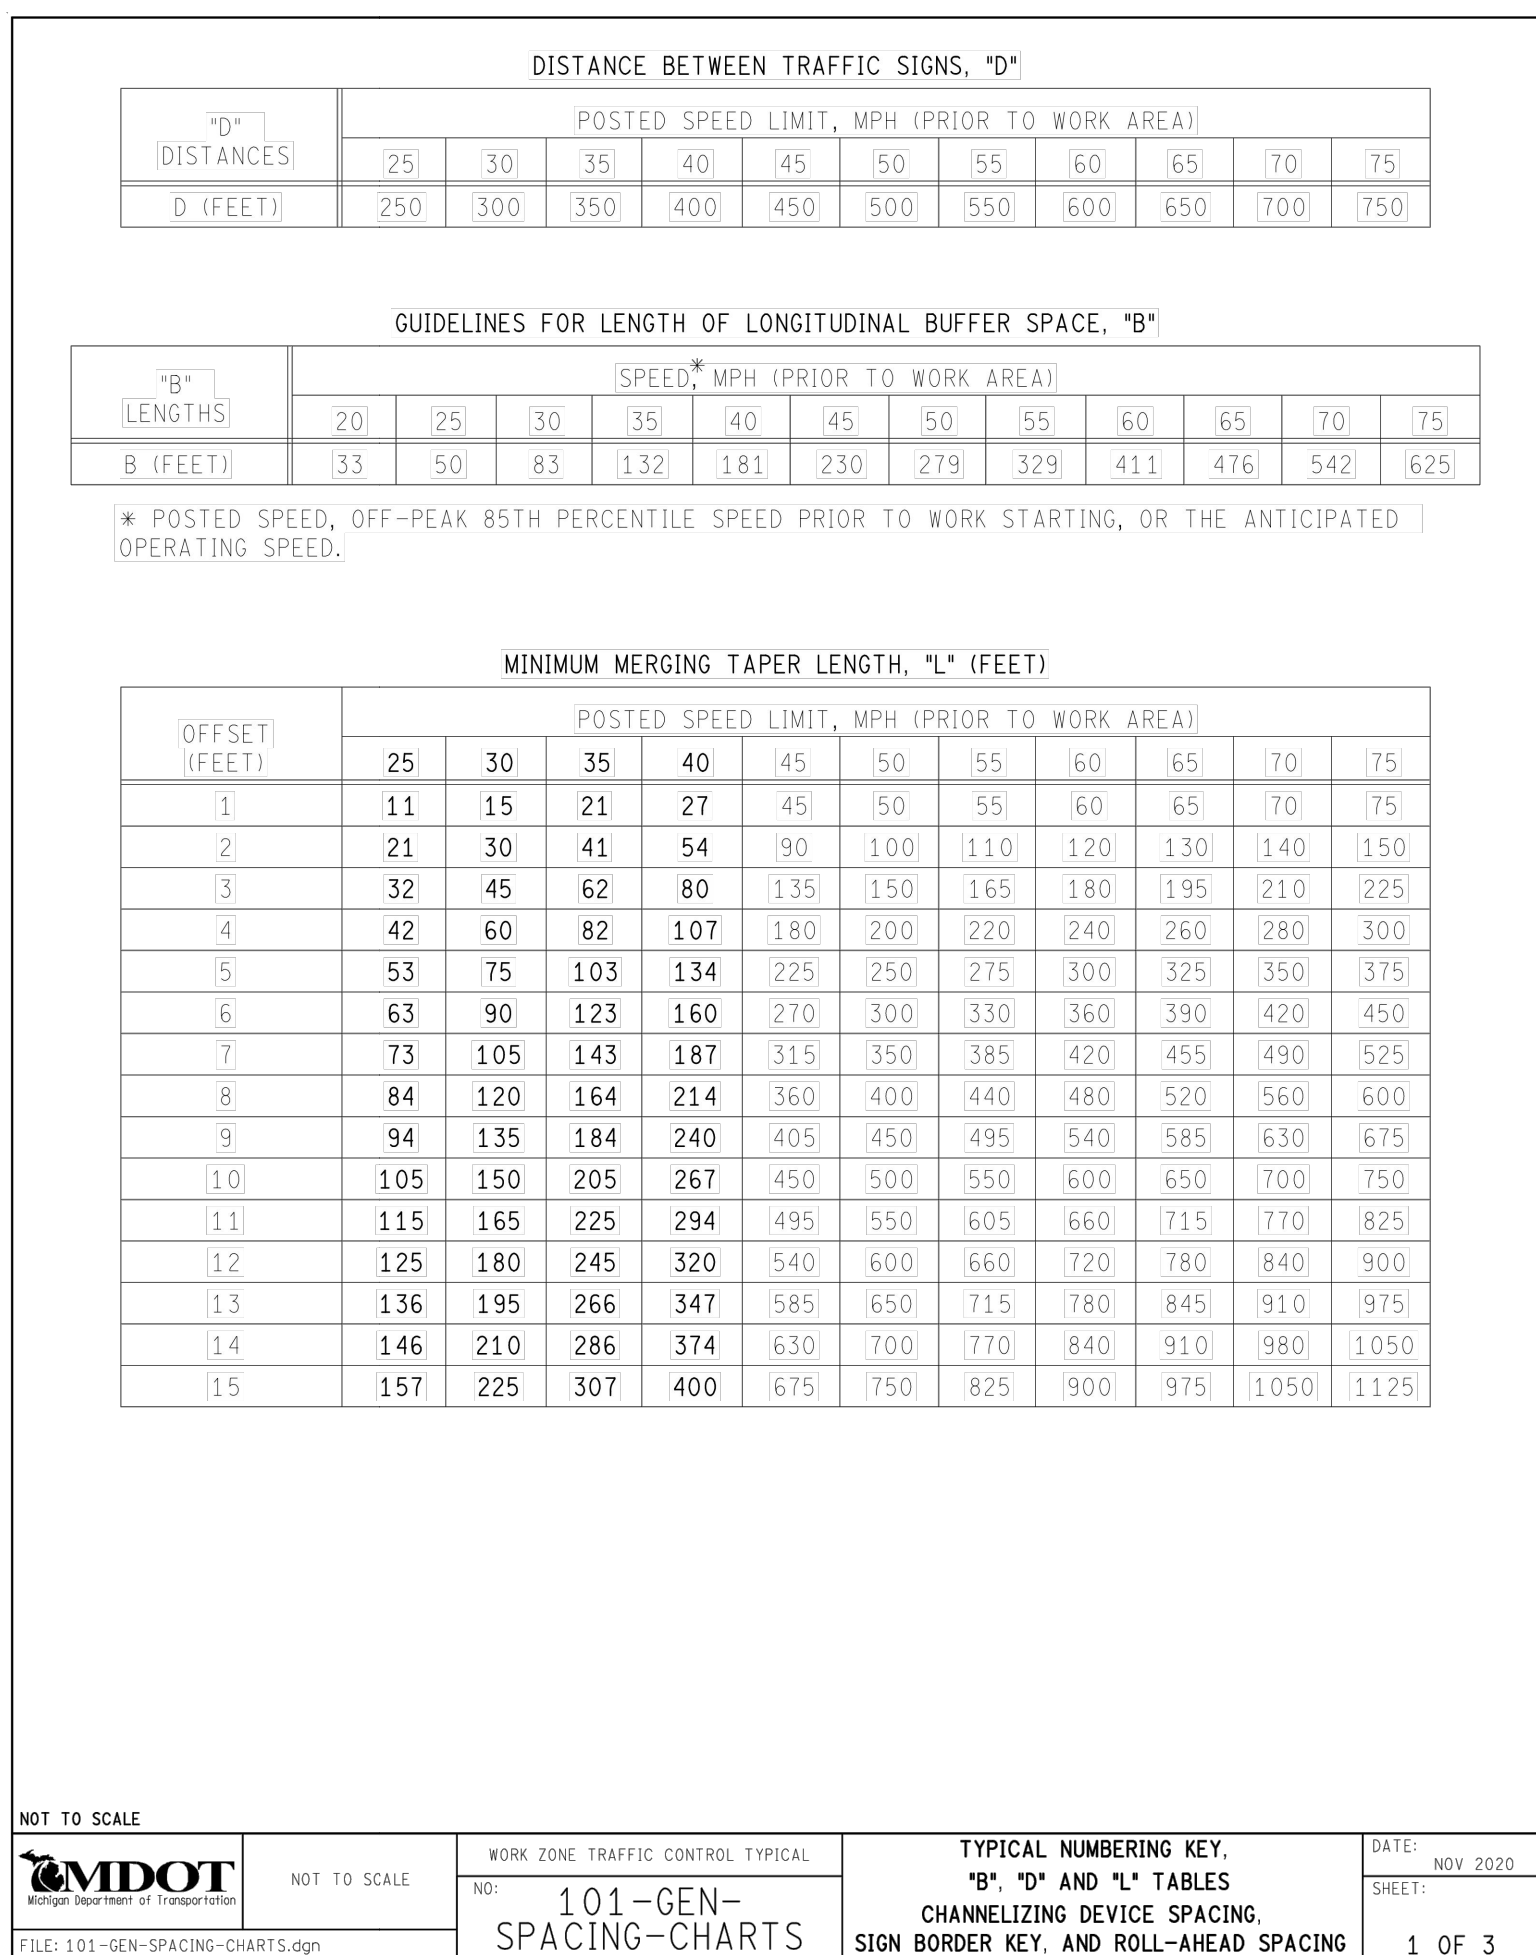 DISTANCE BETWEEN TRAFFIC SIGNS, "D"
"D" DISTANCES
POSTED SPEED LIMIT, MPH (PRIOR TO WORK AREA)
25 30 35 40 45 50 55 60 65 70 75
D (FEET) 250 300 350 400 450 500 550 600 650 700 750
GUIDELINES FOR LENGTH OF LONGITUDINAL BUFFER SPACE, "B"
"B" LENGTHS
SPEED,* MPH (PRIOR TO WORK AREA)
20 25 30 35 40 45 50 55 60 65 70 75
B (FEET) 33 50 83 132 181 230 279 329 411 476 542 625
* POSTED SPEED, OFF-PEAK 85TH PERCENTILE SPEED PRIOR TO WORK STARTING, OR THE ANTICIPATED
OPERATING SPEED.
MINIMUM MERGING TAPER LENGTH, "L" (FEET)
OFFSET (FEET)
POSTED SPEED LIMIT, MPH (PRIOR TO WORK AREA)
25 30 35 40 45 50 55 60 65 70 75
1 11 15 21 27 45 50 55 60 65 70 75
2 21 30 41 54 90 100 110 120 130 140 150
3 32 45 62 80 135 150 165 180 195 210 225
4 42 60 82 107 180 200 220 240 260 280 300
5 53 75 103 134 225 250 275 300 325 350 375
6 63 90 123 160 270 300 330 360 390 420 450
7 73 105 143 187 315 350 385 420 455 490 525
8 84 120 164 214 360 400 440 480 520 560 600
9 94 135 184 240 405 450 495 540 585 630 675
10 105 150 205 267 450 500 550 600 650 700 750
11 115 165 225 294 495 550 605 660 715 770 825
12 125 180 245 320 540 600 660 720 780 840 900
13 136 195 266 347 585 650 715 780 845 910 975
14 146 210 286 374 630 700 770 840 910 980 1050
15 157 225 307 400 675 750 825 900 975 1050 1125
NOT TO SCALE
MDOT
Michigan Department of Transportation
FILE: 101-GEN-SPACING-CHARTS.dgn
NOT TO SCALE
WORK ZONE TRAFFIC CONTROL TYPICAL
NO: 101-GEN-
SPACING-CHARTS
TYPICAL NUMBERING KEY,
"B", "D" AND "L" TABLES
CHANNELIZING DEVICE SPACING,
SIGN BORDER KEY, AND ROLL-AHEAD SPACING
DATE:
NOV 2020
SHEET:
1 OF 3